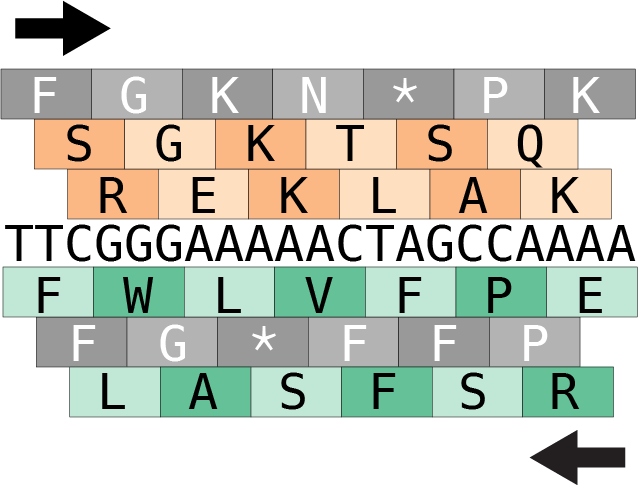 F G K N * P K
S G K T S Q
R E K L A K
TTCGGGAAAAACTAGCCAAAA
F W L V F P E
F G * F F P
L A S F S R